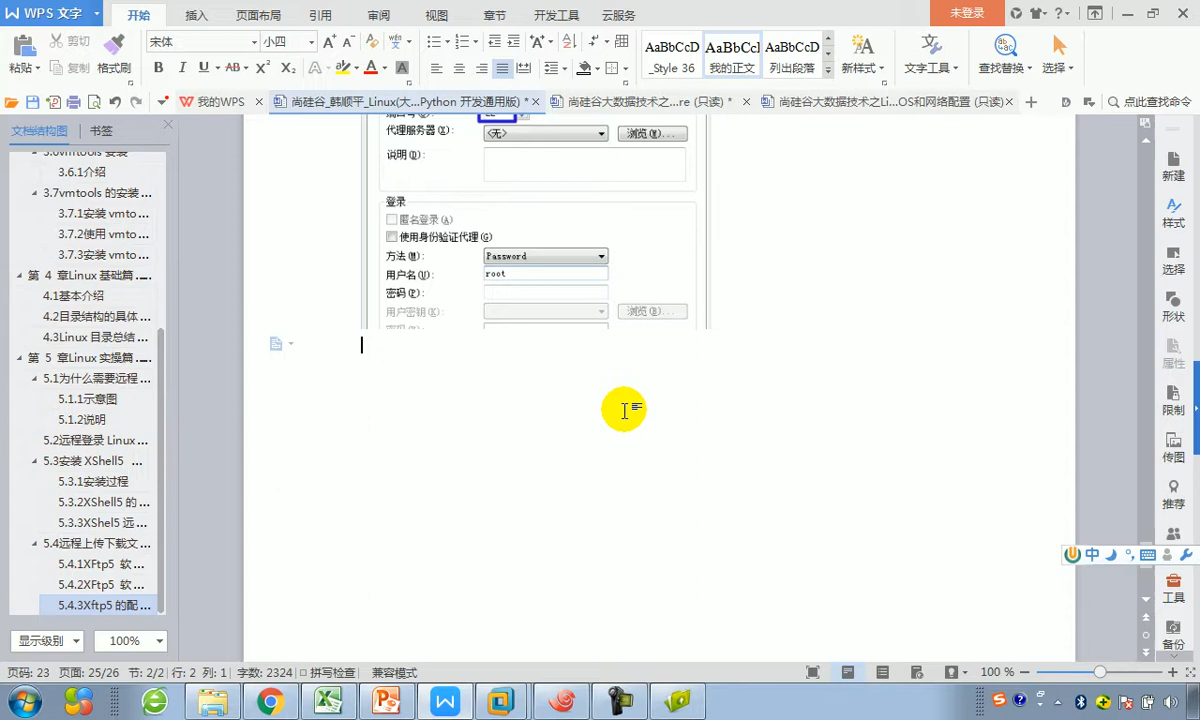 WPS 文字
开始
插入
页面布局
引用
审阅
视图
章节
开发工具
云服务
未登录
粘贴
剪切
复制
格式刷
宋体
小四
AaBbCcD
_Style 36
AaBbCcl
我的正文
AaBbCcD
列出段落
新样式
文字工具
查找替换
选择
我的WPS
尚硅谷_韩顺平_Linux(大...Python 开发通用版) *
尚硅谷大数据技术之...re (只读) *
尚硅谷大数据技术之Li...OS和网络配置 (只读)
点此查找命令
文档结构图
书签
3.6.1介绍
3.7vmtools 的安装 ...
3.7.1安装 vmto ...
3.7.2使用 vmto ...
3.7.3安装 vmto ...
第 4 章Linux 基础篇 ...
4.1基本介绍
4.2目录结构的具体 ...
4.3Linux 目录总结 ...
第 5 章Linux 实操篇 ...
5.1为什么需要远程 ...
5.1.1示意图
5.1.2说明
5.2远程登录 Linux ...
5.3安装 XShell5 ...
5.3.1安装过程
5.3.2XShell5 的 ...
5.3.3XShel5 远 ...
5.4远程上传下载文 ...
5.4.1XFtp5 软 ...
5.4.2XFtp5 软 ...
5.4.3Xftp5 的配 ...
显示级别
100%
代理服务器(Y):
<无>
浏览(W)...
说明(D):
登录
匿名登录(A)
使用身份验证代理(G)
方法(M):
Password
用户名(U):
root
密码(P):
用户密钥(K):
浏览(B)...
新建
样式
选择
形状
属性
限制
传图
推荐
工具
备份
中
页码: 23 页面: 25/26 节: 2/2 行: 2 列: 1 字数: 2324 拼写检查 兼容模式
100 %